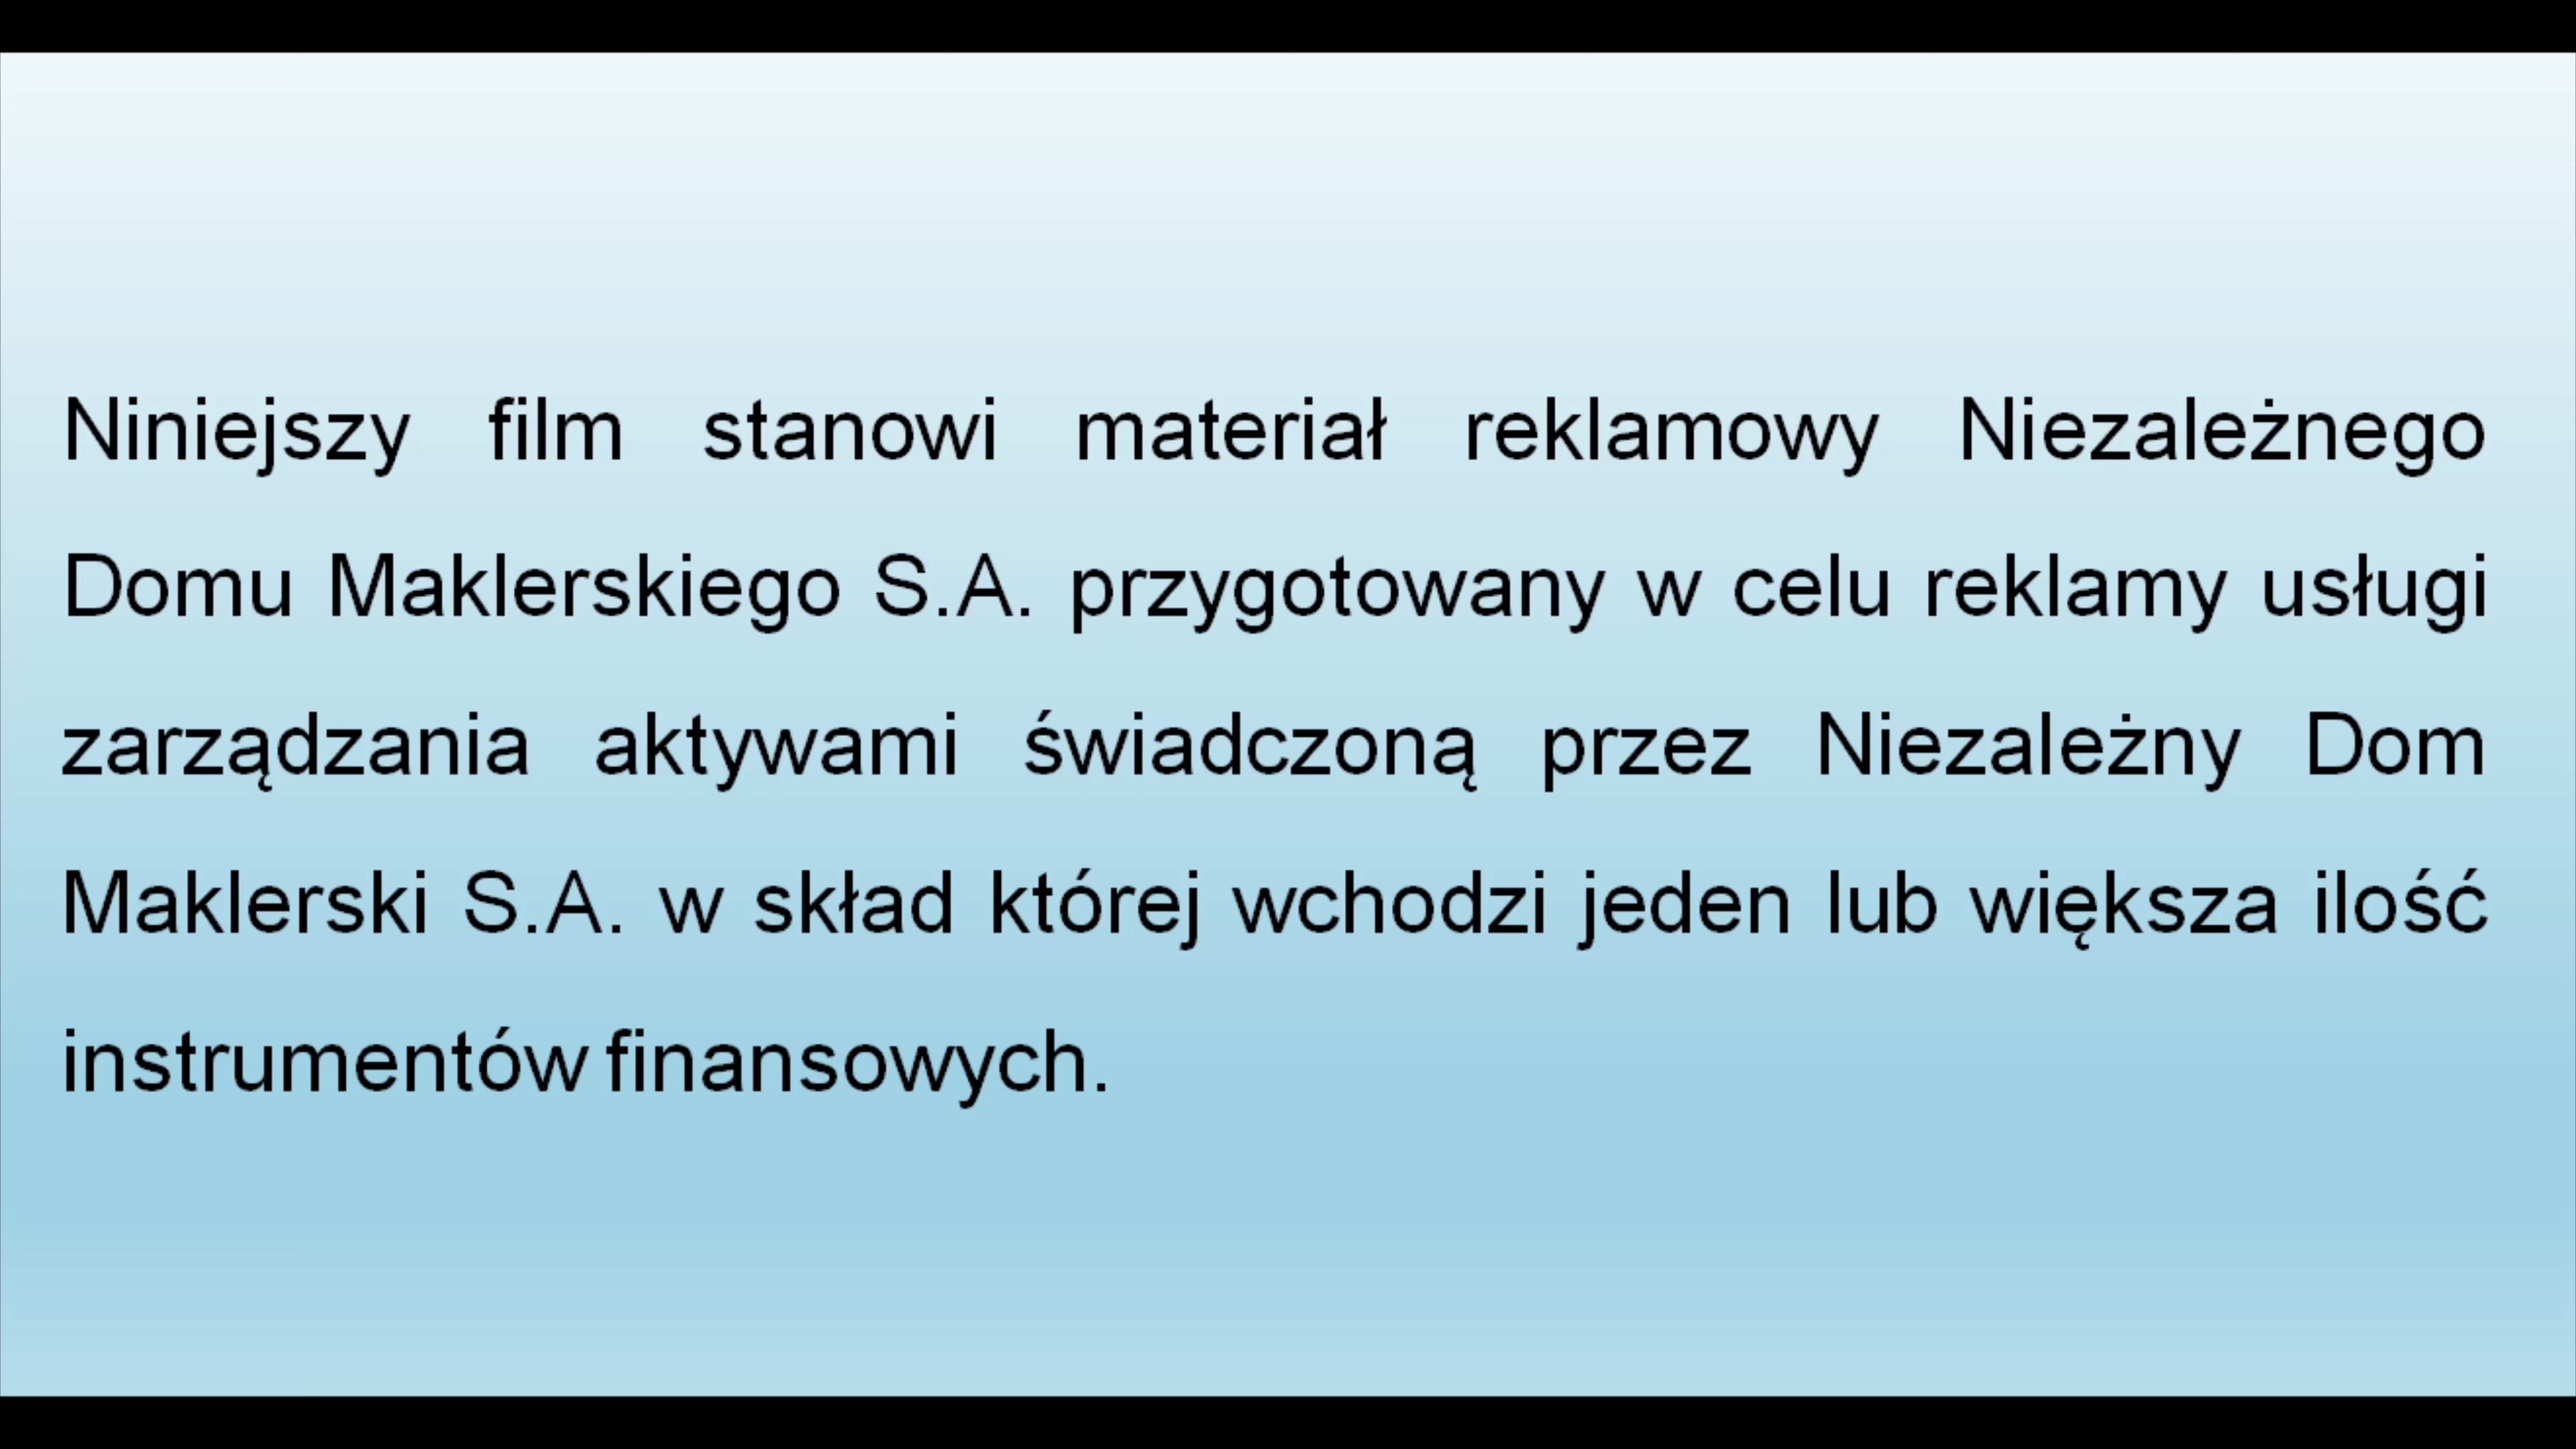 Niniejszy film stanowi materiał reklamowy Niezależnego
Domu Maklerskiego S.A. przygotowany w celu reklamy usługi
zarządzania aktywami świadczoną przez Niezależny Dom
Maklerski S.A. w skład której wchodzi jeden lub większa ilość
instrumentów finansowych.